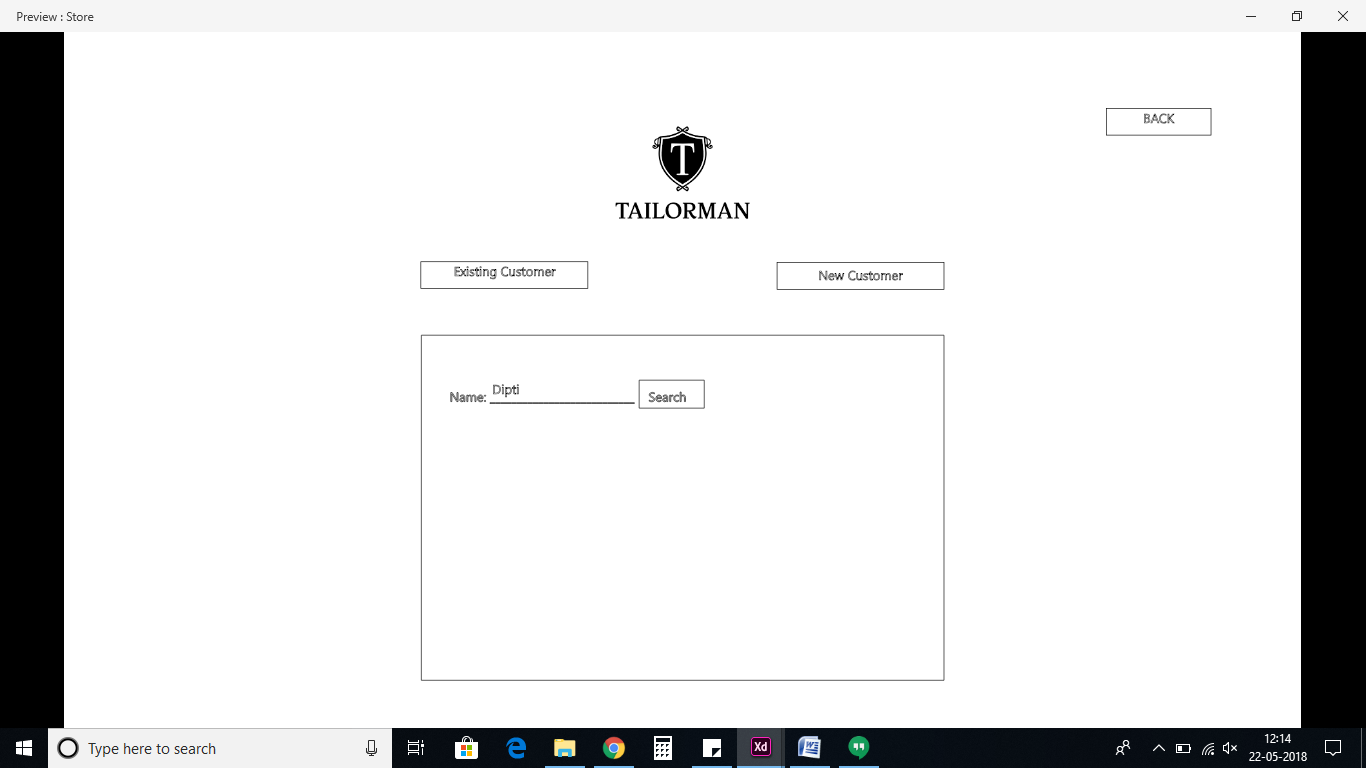 Preview : Store
BACK
T
TAILORMAN
Existing Customer
New Customer
Name: Dipti
Search
Type here to search
Xd
12:14
22-05-2018